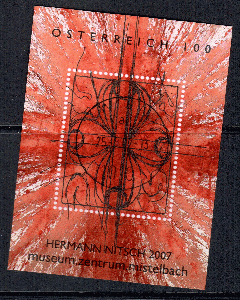 ÖSTERREICH 100
HERMANN NITSCH 2007
museum zentrum mistelbach